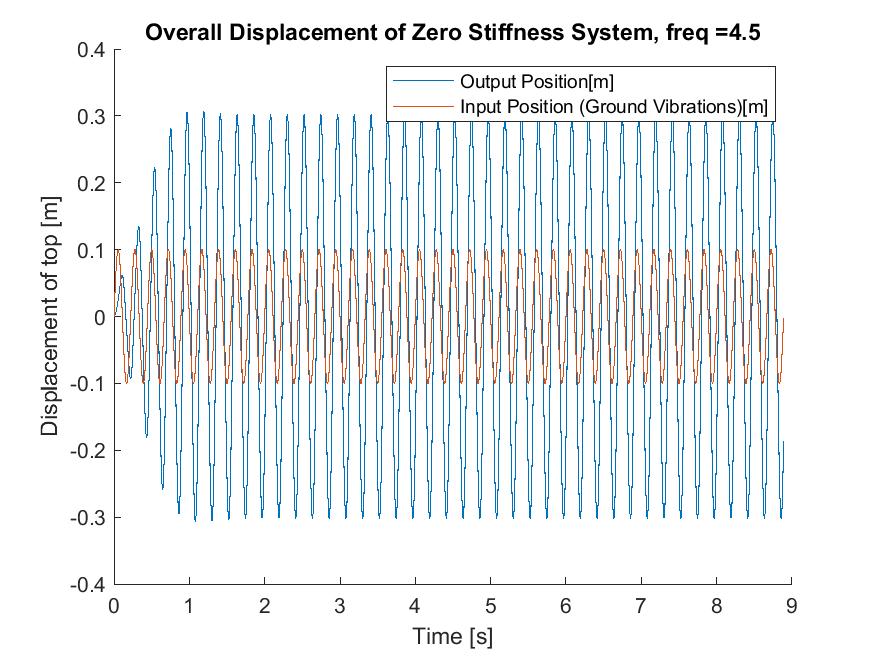 Overall Displacement of Zero Stiffness System, freq =4.5
Output Position[m]
Input Position (Ground Vibrations)[m]
Displacement of top [m]
0.4
0.3
0.2
0.1
0
-0.1
-0.2
-0.3
-0.4
0 1 2 3 4 5 6 7 8 9
Time [s]